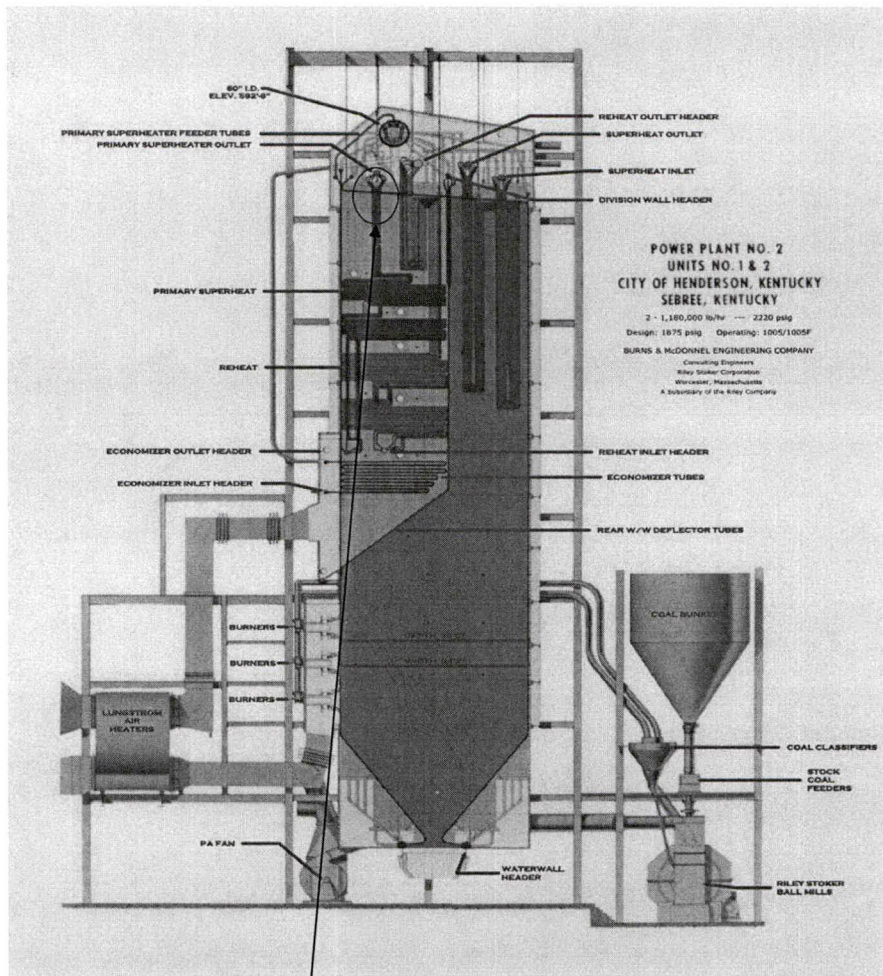 60" I.D.
ELEV. 592'-8"
PRIMARY SUPERHEATER FEEDER TUBES
PRIMARY SUPERHEATER OUTLET
REHEAT OUTLET HEADER
SUPERHEAT OUTLET
SUPERHEAT INLET
DIVISION WALL HEADER
POWER PLANT NO. 2
UNITS NO. 1 & 2
CITY OF HENDERSON, KENTUCKY
SEBREE, KENTUCKY
2 - 1,180,000 lb/hr --- 2220 psig
Design: 1875 psig Operating: 1005/1005F
BURNS & McDONNEL ENGINEERING COMPANY
Consulting Engineers
Riley Stoker Corporation
Worcester, Massachusetts
A Subsidiary of the Riley Company
PRIMARY SUPERHEAT
REHEAT
ECONOMIZER OUTLET HEADER
REHEAT INLET HEADER
ECONOMIZER INLET HEADER
ECONOMIZER TUBES
REAR W/W DEFLECTOR TUBES
BURNERS
BURNERS
BURNERS
COAL BUNKER
LUNGSTROM
AIR
HEATERS
COAL CLASSIFIERS
STOCK
COAL
FEEDERS
PA FAN
WATERWALL
HEADER
RILEY STOKER
BALL MILLS